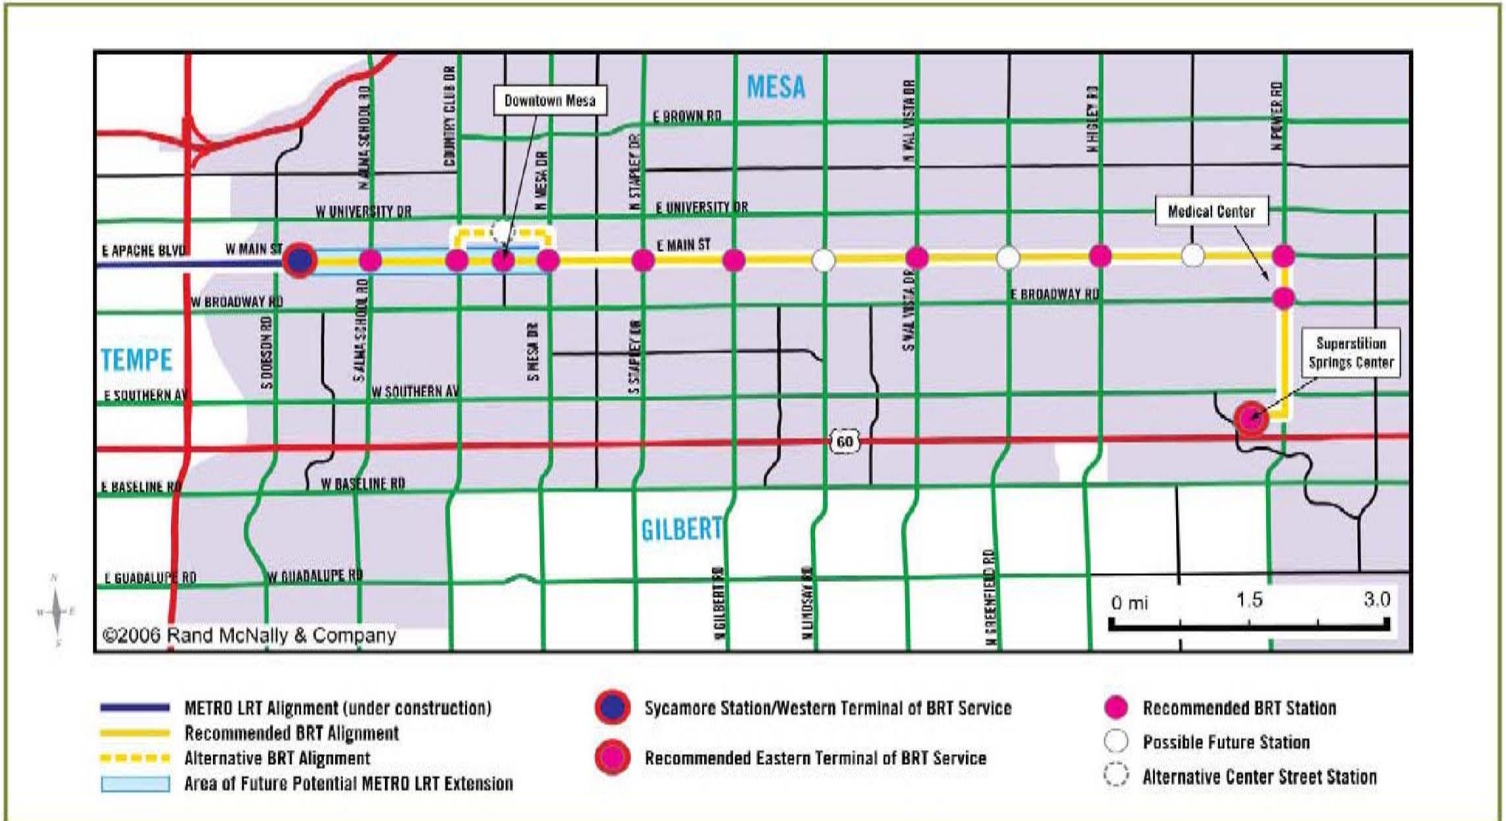 MESA
Downtown Mesa
N ALMA SCHOOL RD
COUNTRY CLUB DR
N MESA DR
N STAPLEY DR
E BROWN RD
N VAL VISTA DR
N HIGLEY RD
N POWER RD
W UNIVERSITY DR
E UNIVERSITY DR
Medical Center
E APACHE BLVD
W MAIN ST
E MAIN ST
W BROADWAY RD
E BROADWAY RD
TEMPE
S DOBSON RD
S ALMA SCHOOL RD
S MESA DR
S STAPLEY DR
S VAL VISTA DR
Superstition
Springs Center
E SOUTHERN AV
W SOUTHERN AV
60
E BASELINE RD
W BASELINE RD
GILBERT
E GUADALUPE RD
W GUADALUPE RD
N GILBERT RD
N LINDSAY RD
N GREENFIELD RD
0 mi 1.5 3.0
N
W E
S
©2006 Rand McNally & Company
METRO LRT Alignment (under construction)
Recommended BRT Alignment
Alternative BRT Alignment
Area of Future Potential METRO LRT Extension
Sycamore Station/Western Terminal of BRT Service
Recommended Eastern Terminal of BRT Service
Recommended BRT Station
Possible Future Station
Alternative Center Street Station